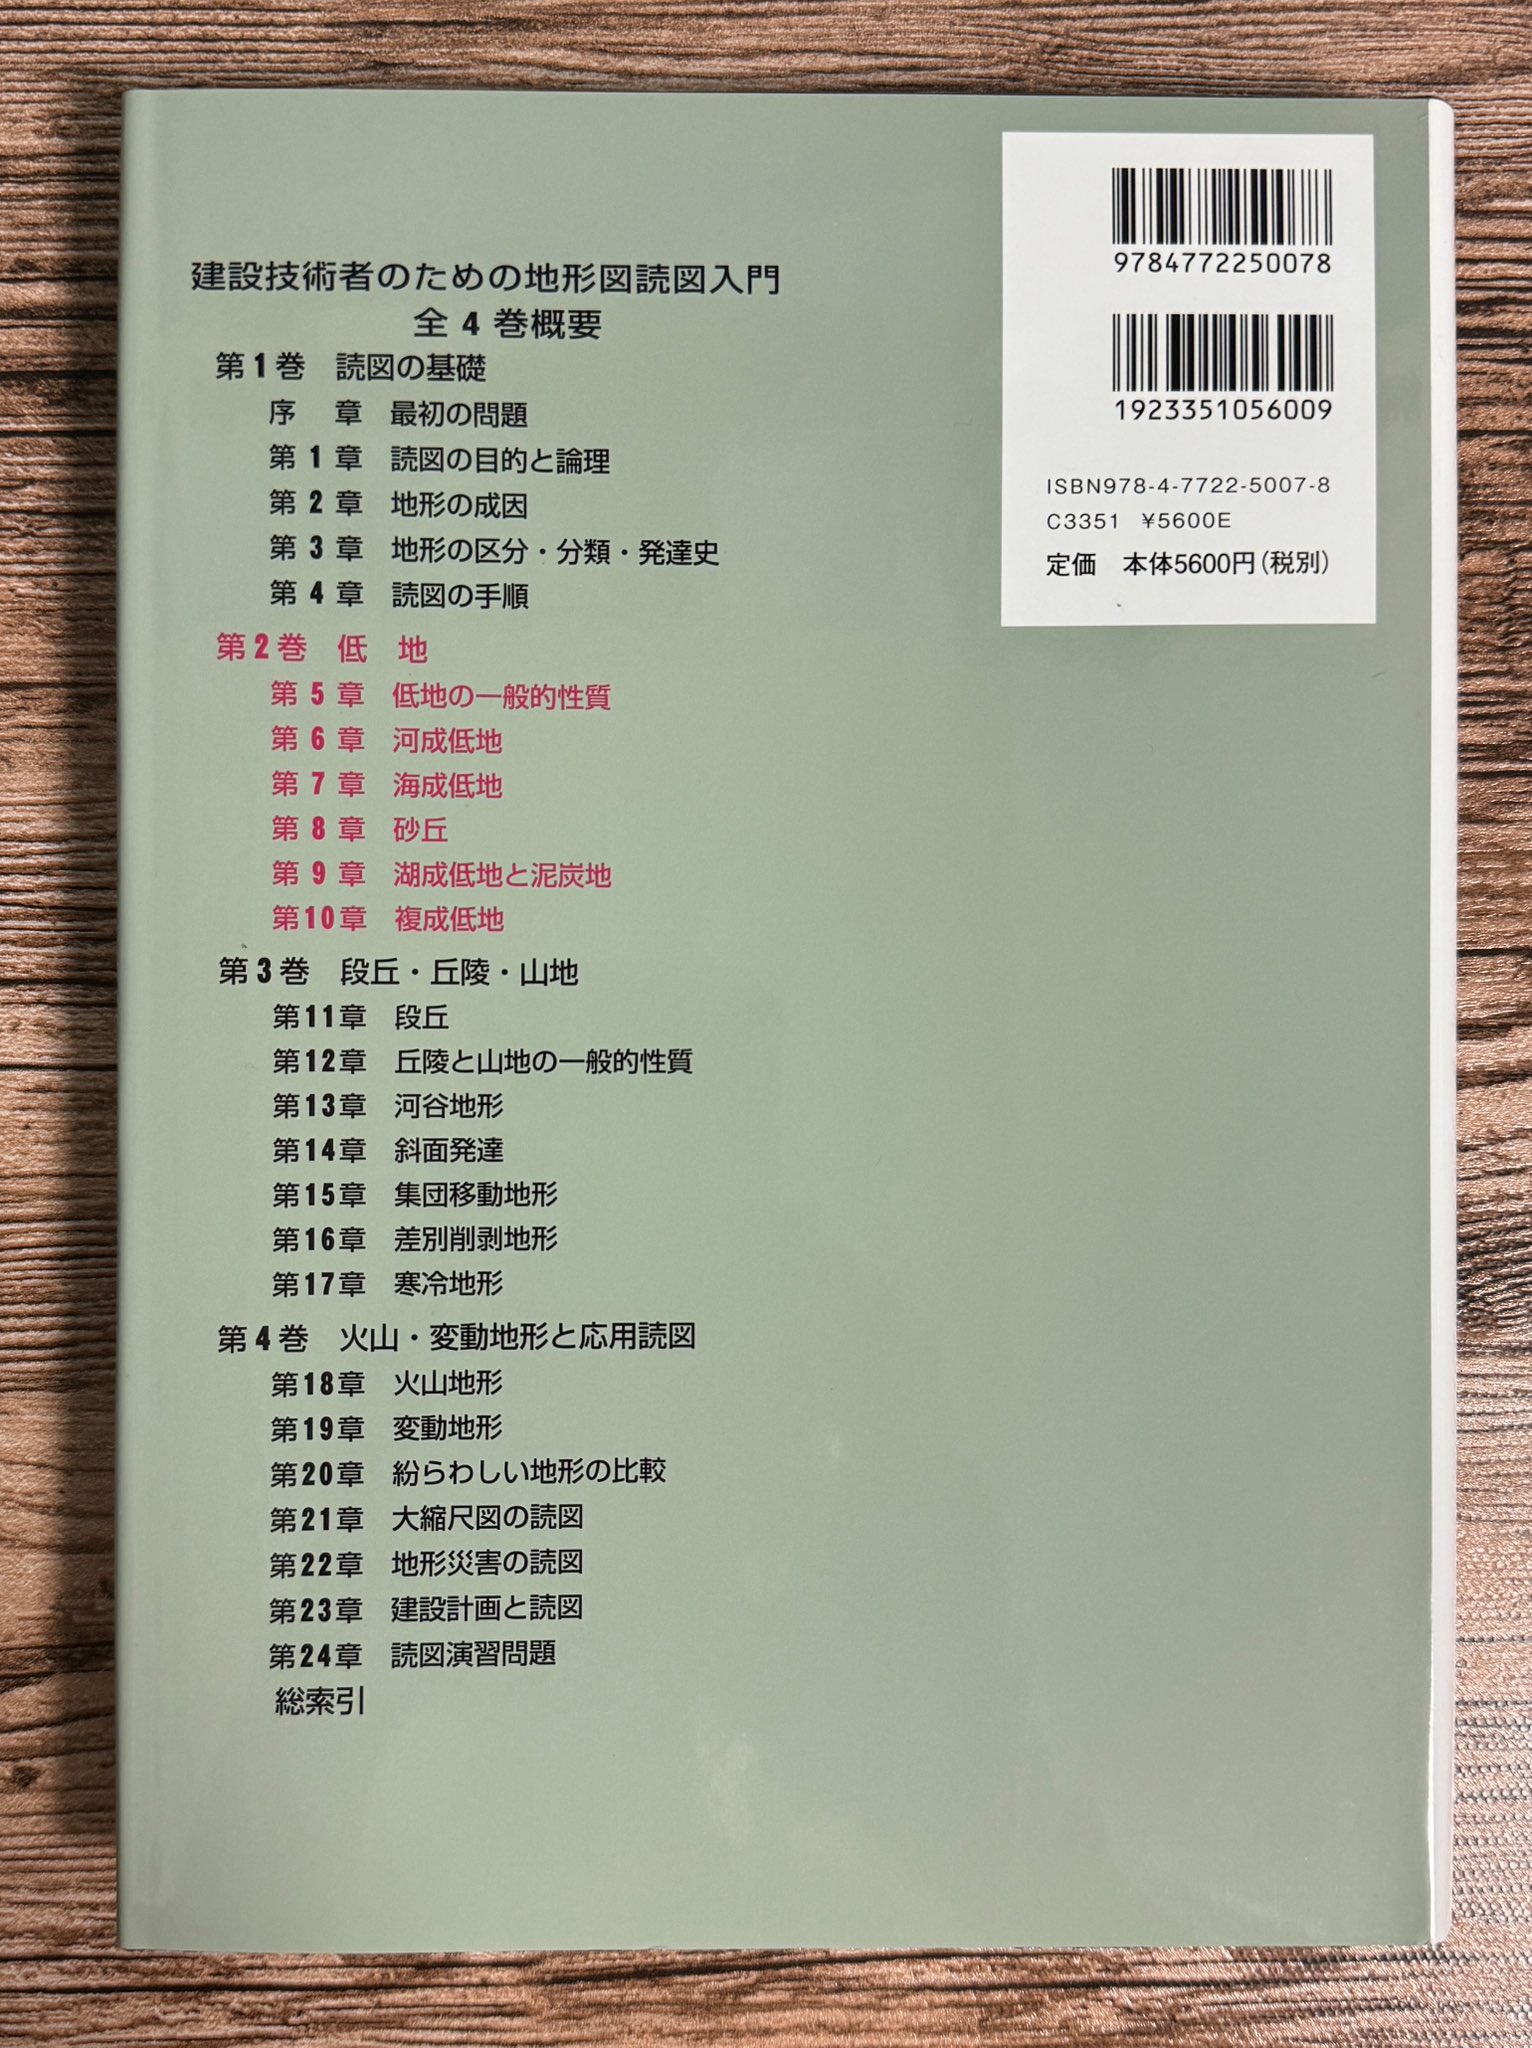 建設技術者のための地形図読図入門
全4巻概要
第1巻 読図の基礎
序 章 最初の問題
第1章 読図の目的と論理
第2章 地形の成因
第3章 地形の区分・分類・発達史
第4章 読図の手順
第2巻 低 地
第5章 低地の一般的性質
第6章 河成低地
第7章 海成低地
第8章 砂丘
第9章 湖成低地と泥炭地
第10章 複成低地
第3巻 段丘・丘陵・山地
第11章 段丘
第12章 丘陵と山地の一般的性質
第13章 河谷地形
第14章 斜面発達
第15章 集団移動地形
第16章 差別削剥地形
第17章 寒冷地形
第4巻 火山・変動地形と応用読図
第18章 火山地形
第19章 変動地形
第20章 紛らわしい地形の比較
第21章 大縮尺図の読図
第22章 地形災害の読図
第23章 建設計画と読図
第24章 読図演習問題
総索引
9784772250078
1923351056009
ISBN978-4-7722-5007-8
C3351 ¥5600E
定価 本体5600円(税別)